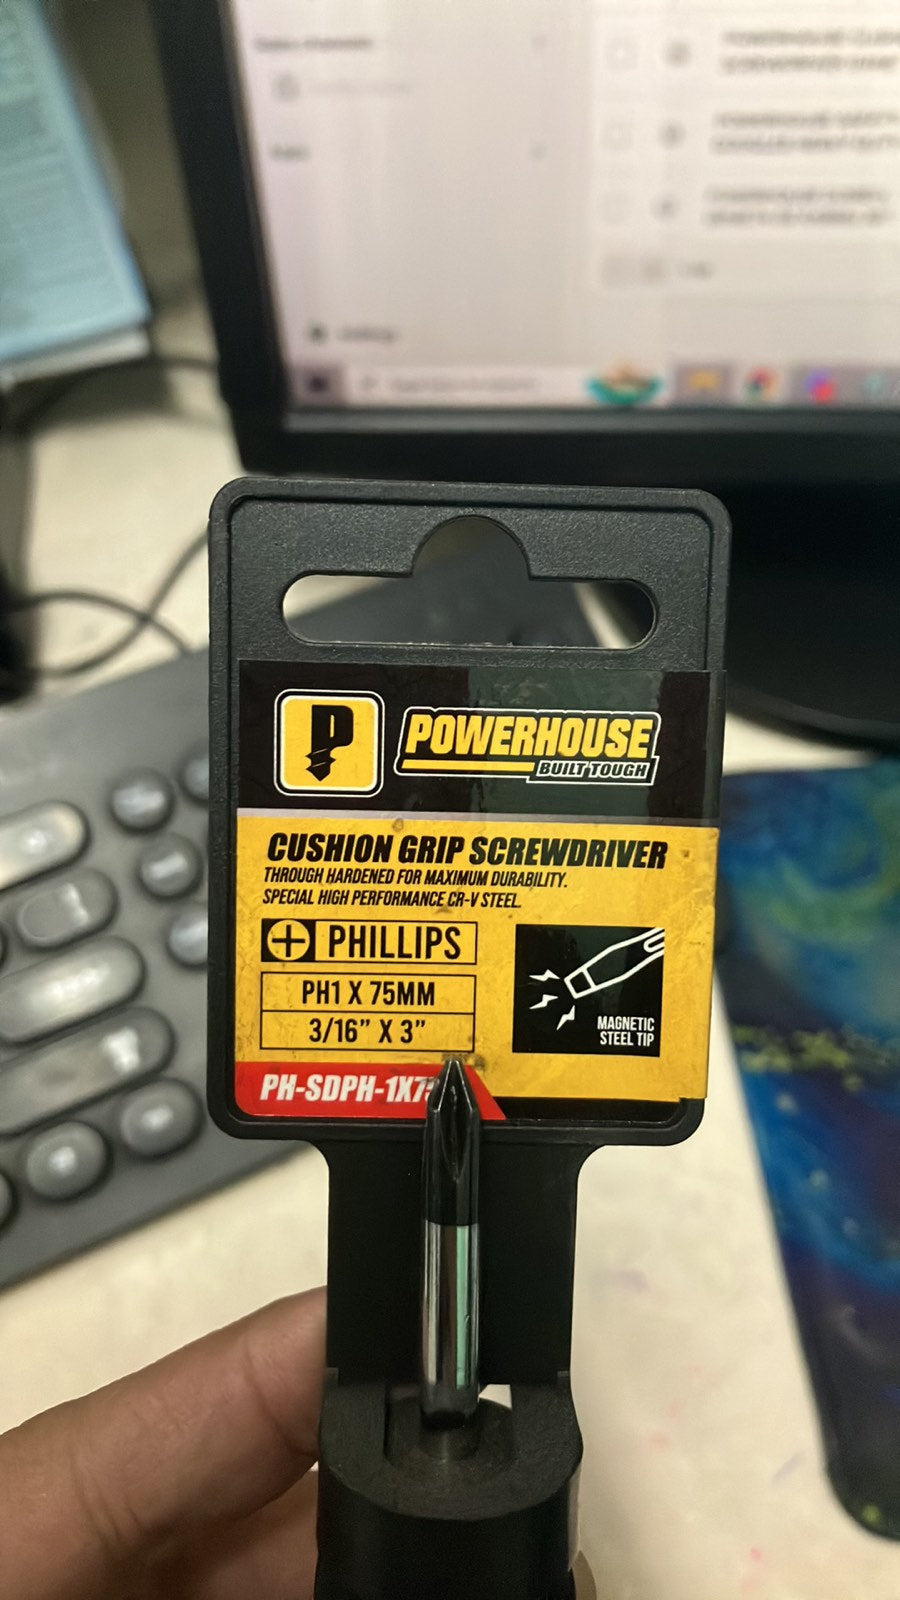 P
POWERHOUSE
BUILT TOUGH
CUSHION GRIP SCREWDRIVER
THROUGH HARDENED FOR MAXIMUM DURABILITY.
SPECIAL HIGH PERFORMANCE CR-V STEEL.
PHILLIPS
PH1 X 75MM
3/16” X 3”
MAGNETIC
STEEL TIP